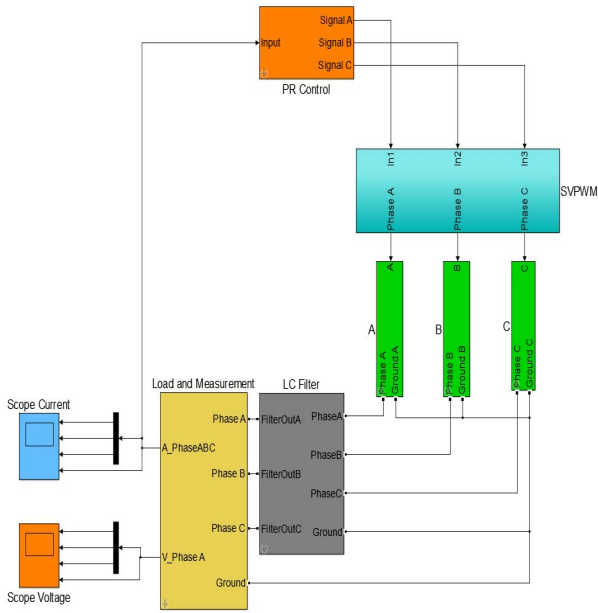 Signal A
Input
Signal B
Signal C
PR Control
In1
In2
In3
Phase A
Phase B
Phase C
SVPWM
A
B
C
A
B
C
Phase A
Ground A
Phase B
Ground B
Phase C
Ground C
Load and Measurement
LC Filter
Scope Current
Phase A
FilterOutA
PhaseA
A_PhaseABC
PhaseB
Phase B
FilterOutB
PhaseC
Phase C
FilterOutC
Ground
V_Phase A
Ground
Scope Voltage